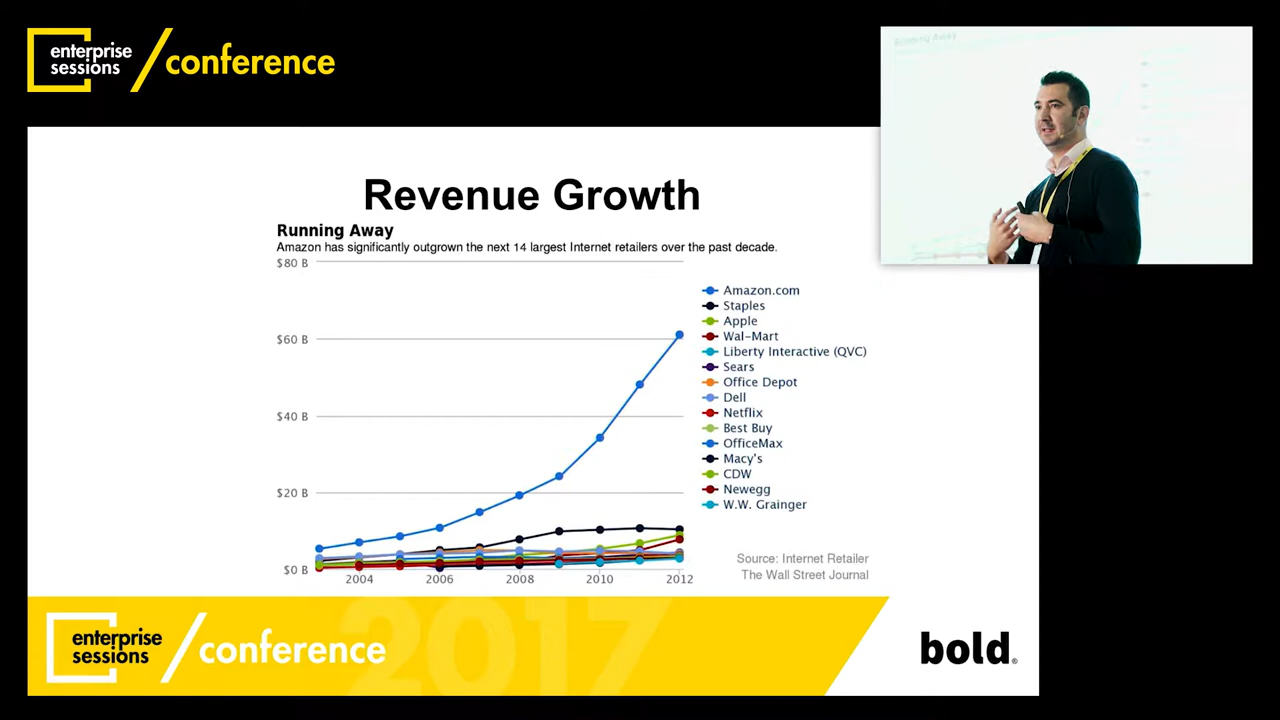 enterprise
sessions
/ conference
Running Away
Revenue Growth
Running Away
Amazon has significantly outgrown the next 14 largest Internet retailers over the past decade.
$80 B
$60 B
$40 B
$20 B
$0 B
2004
2006
2008
2010
2012
Amazon.com
Staples
Apple
Wal-Mart
Liberty Interactive (QVC)
Sears
Office Depot
Dell
Netflix
Best Buy
OfficeMax
Macy's
CDW
Newegg
W.W. Grainger
Source: Internet Retailer
The Wall Street Journal
2017
enterprise
sessions
/ conference
bold®